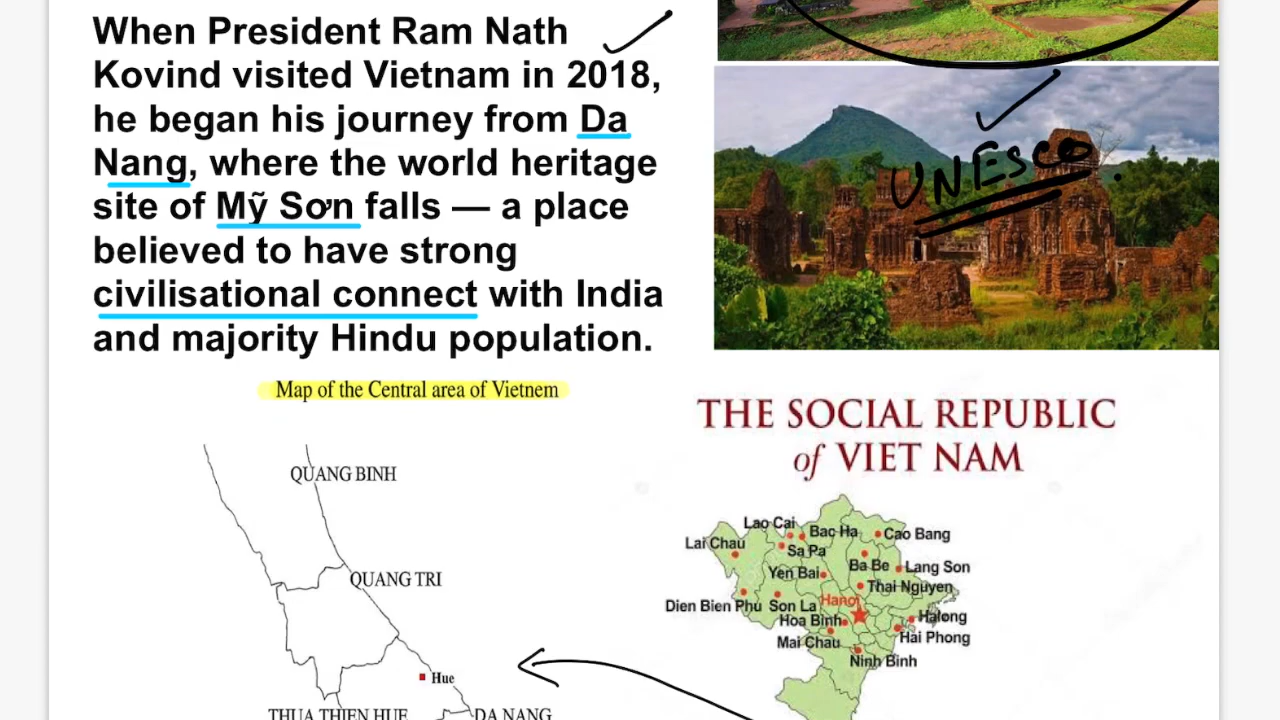 When President Ram Nath
Kovind visited Vietnam in 2018,
he began his journey from Da
Nang, where the world heritage
site of Mỹ Sơn falls — a place
believed to have strong
civilisational connect with India
and majority Hindu population.
UNESCO.
Map of the Central area of Vietnem
QUANG BINH
QUANG TRI
Hue
THUA THIEN HUE
DA NANG
THE SOCIAL REPUBLIC
of VIET NAM
Lao Cai
Bac Ha
Cao Bang
Lai Chau
Sa Pa
Ba Be
Lang Son
Yen Bai
Thai Nguyen
Dien Bien Phu
Son La
Hanoi
Hoa Binh
Halong
Hai Phong
Mai Chau
Ninh Binh